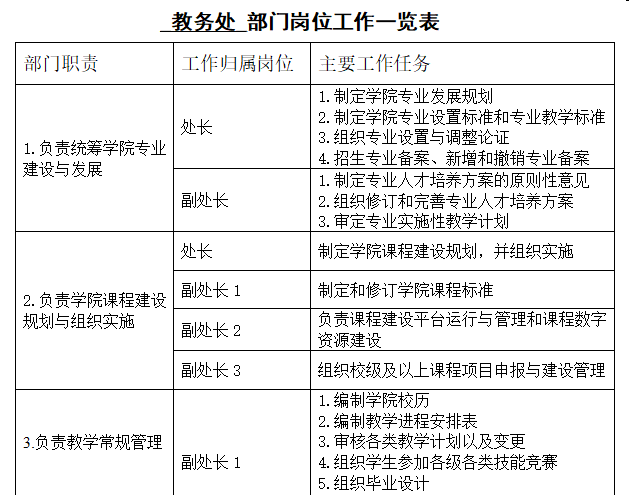 教务处 部门岗位工作一览表
部门职责 工作归属岗位 主要工作任务
1.负责统筹学院专业
建设与发展
处长
1.制定学院专业发展规划
2.制定学院专业设置标准和专业教学标准
3.组织专业设置与调整论证
4.招生专业备案、新增和撤销专业备案
副处长
1.制定专业人才培养方案的原则性意见
2.组织修订和完善专业人才培养方案
3.审定专业实施性教学计划
2.负责学院课程建设
规划与组织实施
处长
制定学院课程建设规划，并组织实施
副处长1
制定和修订学院课程标准
副处长2
负责课程建设平台运行与管理和课程数字
资源建设
副处长3
组织校级及以上课程项目申报与建设管理
3.负责教学常规管理
副处长1
1.编制学院校历
2.编制教学进程安排表
3.审核各类教学计划以及变更
4.组织学生参加各级各类技能竞赛
5.组织毕业设计